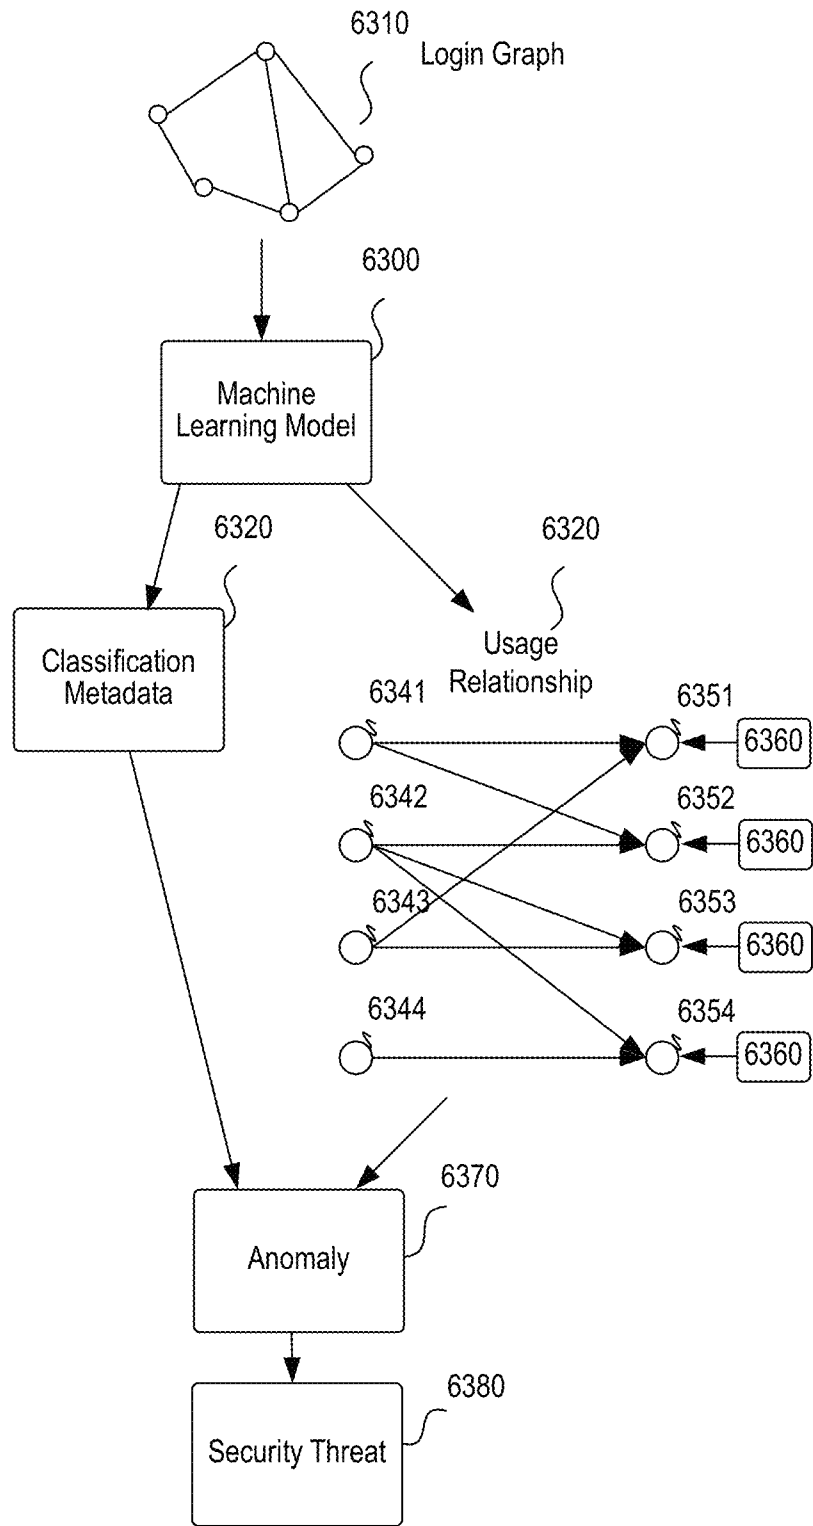 6310
Login Graph
6300
Machine
Learning Model
6320
6320
Classification
Metadata
Usage
Relationship
6341
6351
6360
6342
6352
6360
6343
6353
6360
6344
6354
6360
6370
Anomaly
6380
Security Threat